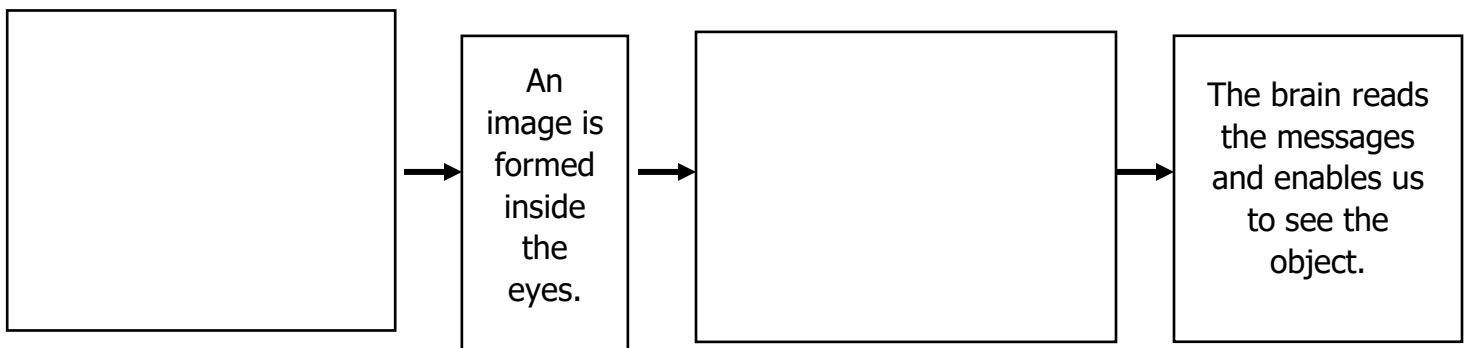 An
image is
formed
inside
the
eyes.
The brain reads
the messages
and enables us
to see the
object.